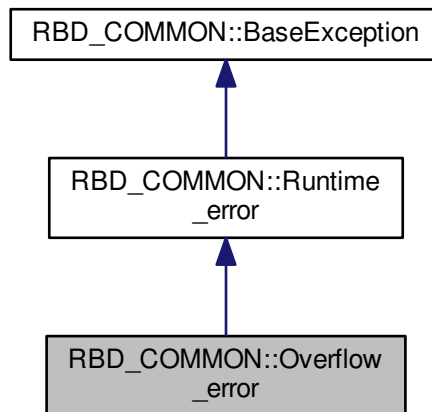 RBD_COMMON::BaseException
RBD_COMMON::Runtime
_error
RBD_COMMON::Overflow
_error